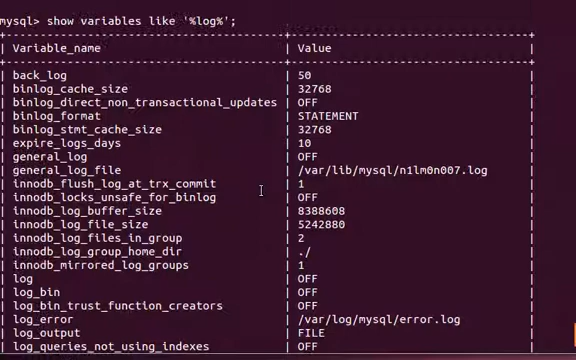 mysql> show variables like '%log%';
+-----------------------------------------+-----------------------------------+
| Variable_name | Value |
+-----------------------------------------+-----------------------------------+
| back_log | 50
| binlog_cache_size | 32768
| binlog_direct_non_transactional_updates | OFF
| binlog_format | STATEMENT
| binlog_stmt_cache_size | 32768
| expire_logs_days | 10
| general_log | OFF
| general_log_file | /var/lib/mysql/n1lm0n007.log
| innodb_flush_log_at_trx_commit | 1
| innodb_locks_unsafe_for_binlog | OFF
| innodb_log_buffer_size | 8388608
| innodb_log_file_size | 5242880
| innodb_log_files_in_group | 2
| innodb_log_group_home_dir | ./
| innodb_mirrored_log_groups | 1
| log | OFF
| log_bin | OFF
| log_bin_trust_function_creators | OFF
| log_error | /var/log/mysql/error.log
| log_output | FILE
| log_queries_not_using_indexes | OFF